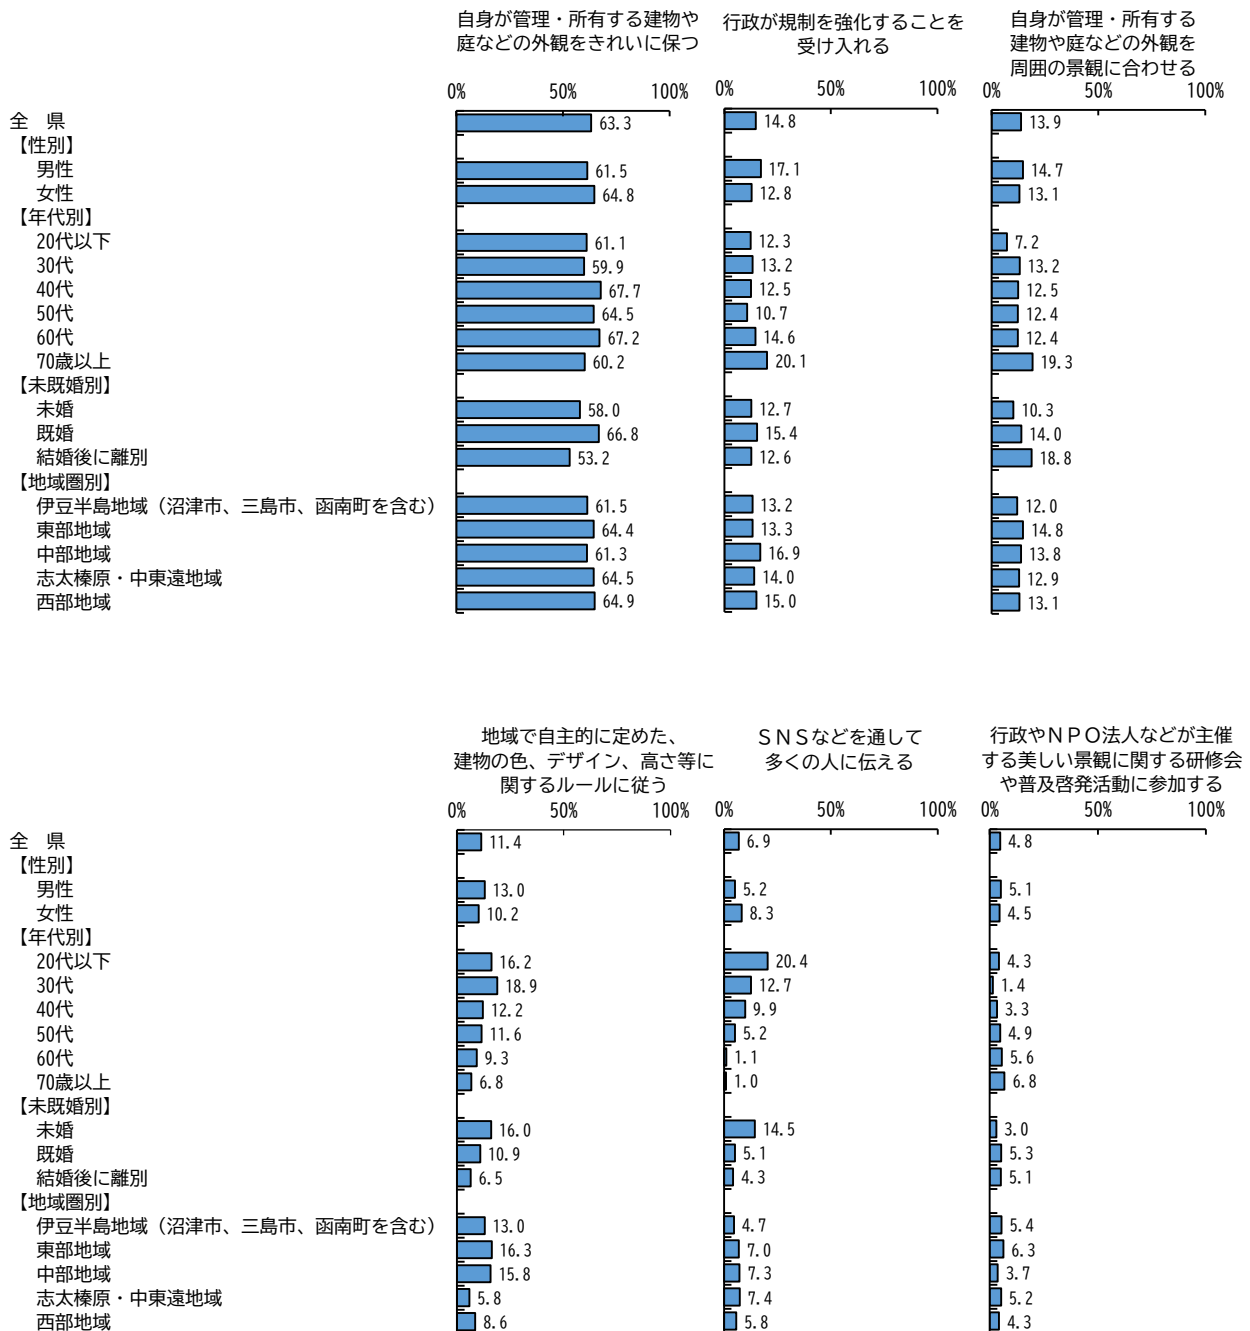 自身が管理・所有する建物や
庭などの外観をきれいに保つ
行政が規制を強化することを
受け入れる
自身が管理・所有する
建物や庭などの外観を
周囲の景観に合わせる
0% 50% 100% 0% 50% 100% 0% 50% 100%
全 県 63.3 14.8 13.9
【性別】
男性 61.5 17.1 14.7
女性 64.8 12.8 13.1
【年代別】
20代以下 61.1 12.3 7.2
30代 59.9 13.2 13.2
40代 67.7 12.5 12.5
50代 64.5 10.7 12.4
60代 67.2 14.6 12.4
70歳以上 60.2 20.1 19.3
【未既婚別】
未婚 58.0 12.7 10.3
既婚 66.8 15.4 14.0
結婚後に離別 53.2 12.6 18.8
【地域圏別】
伊豆半島地域（沼津市、三島市、函南町を含む） 61.5 13.2 12.0
東部地域 64.4 13.3 14.8
中部地域 61.3 16.9 13.8
志太榛原・中東遠地域 64.5 14.0 12.9
西部地域 64.9 15.0 13.1
地域で自主的に定めた、
建物の色、デザイン、高さ等に
関するルールに従う
ＳＮＳなどを通して
多くの人に伝える
行政やＮＰＯ法人などが主催
する美しい景観に関する研修会
や普及啓発活動に参加する
0% 50% 100% 0% 50% 100% 0% 50% 100%
全 県 11.4 6.9 4.8
【性別】
男性 13.0 5.2 5.1
女性 10.2 8.3 4.5
【年代別】
20代以下 16.2 20.4 4.3
30代 18.9 12.7 1.4
40代 12.2 9.9 3.3
50代 11.6 5.2 4.9
60代 9.3 1.1 5.6
70歳以上 6.8 1.0 6.8
【未既婚別】
未婚 16.0 14.5 3.0
既婚 10.9 5.1 5.3
結婚後に離別 6.5 4.3 5.1
【地域圏別】
伊豆半島地域（沼津市、三島市、函南町を含む） 13.0 4.7 5.4
東部地域 16.3 7.0 6.3
中部地域 15.8 7.3 3.7
志太榛原・中東遠地域 5.8 7.4 5.2
西部地域 8.6 5.8 4.3